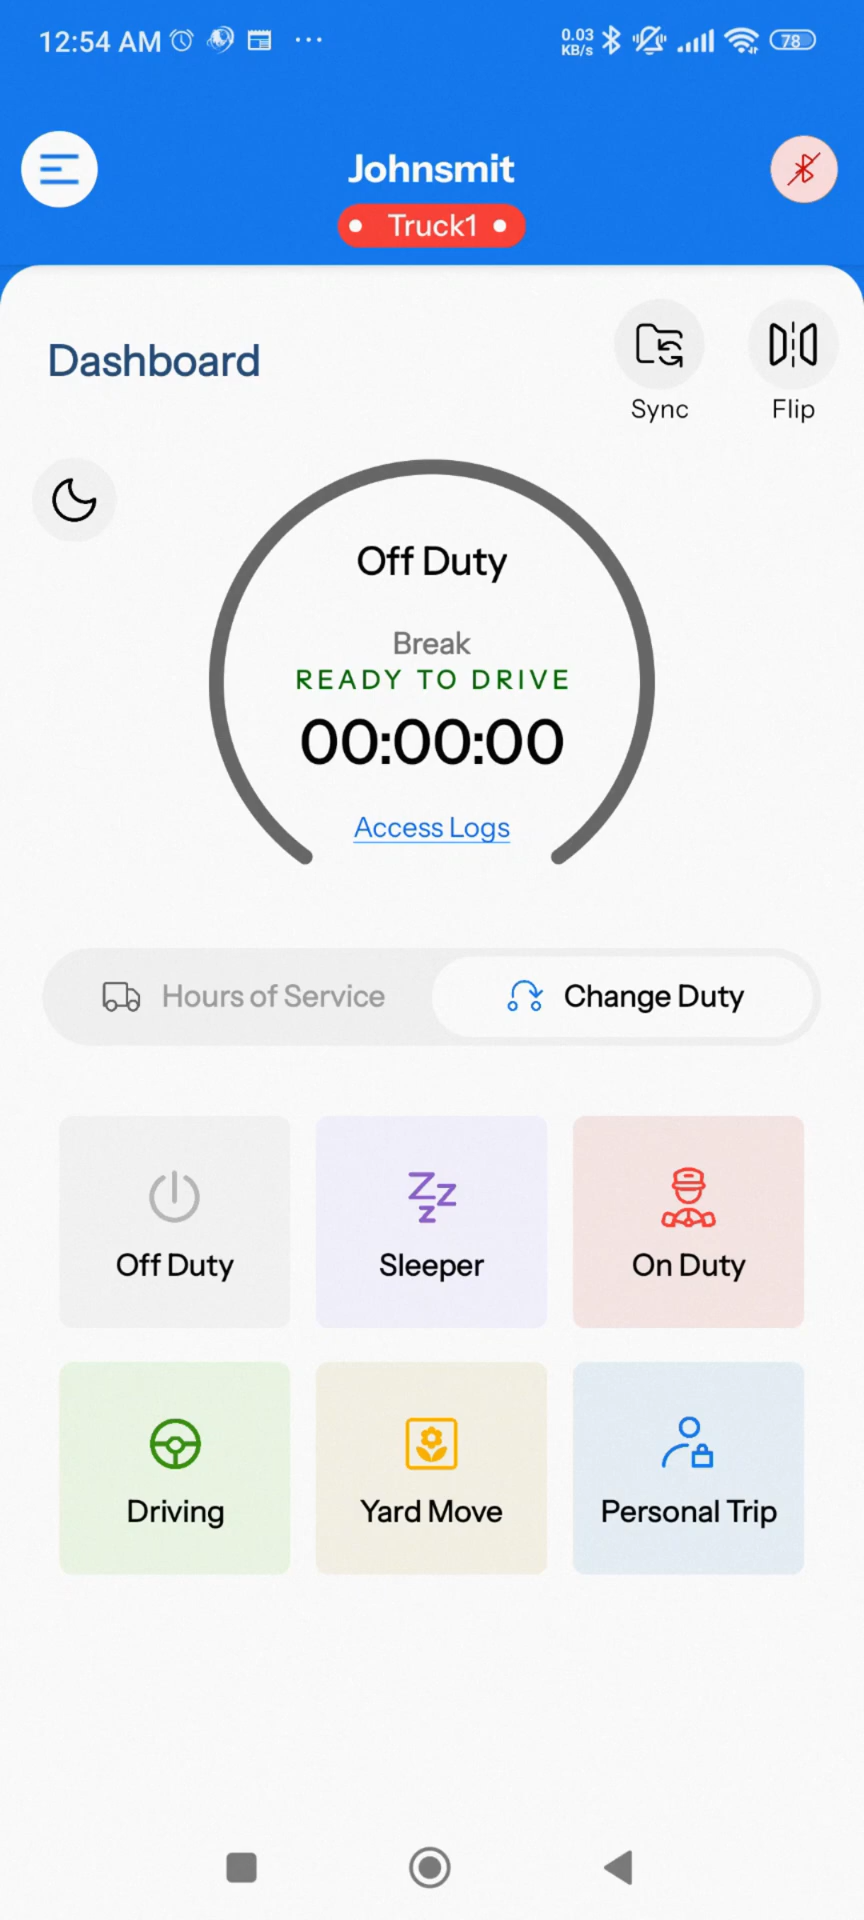 12:54 AM
0.03 KB/s
78
Johnsmit
Truck1
Dashboard
Sync
Flip
Off Duty
Break
READY TO DRIVE
00:00:00
Access Logs
Hours of Service
Change Duty
Off Duty
Sleeper
On Duty
Driving
Yard Move
Personal Trip